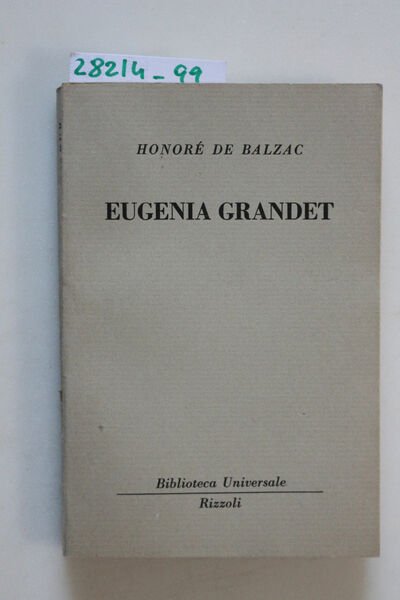 28214_99
HONORÉ DE BALZAC
EUGENIA GRANDET
Biblioteca Universale
Rizzoli